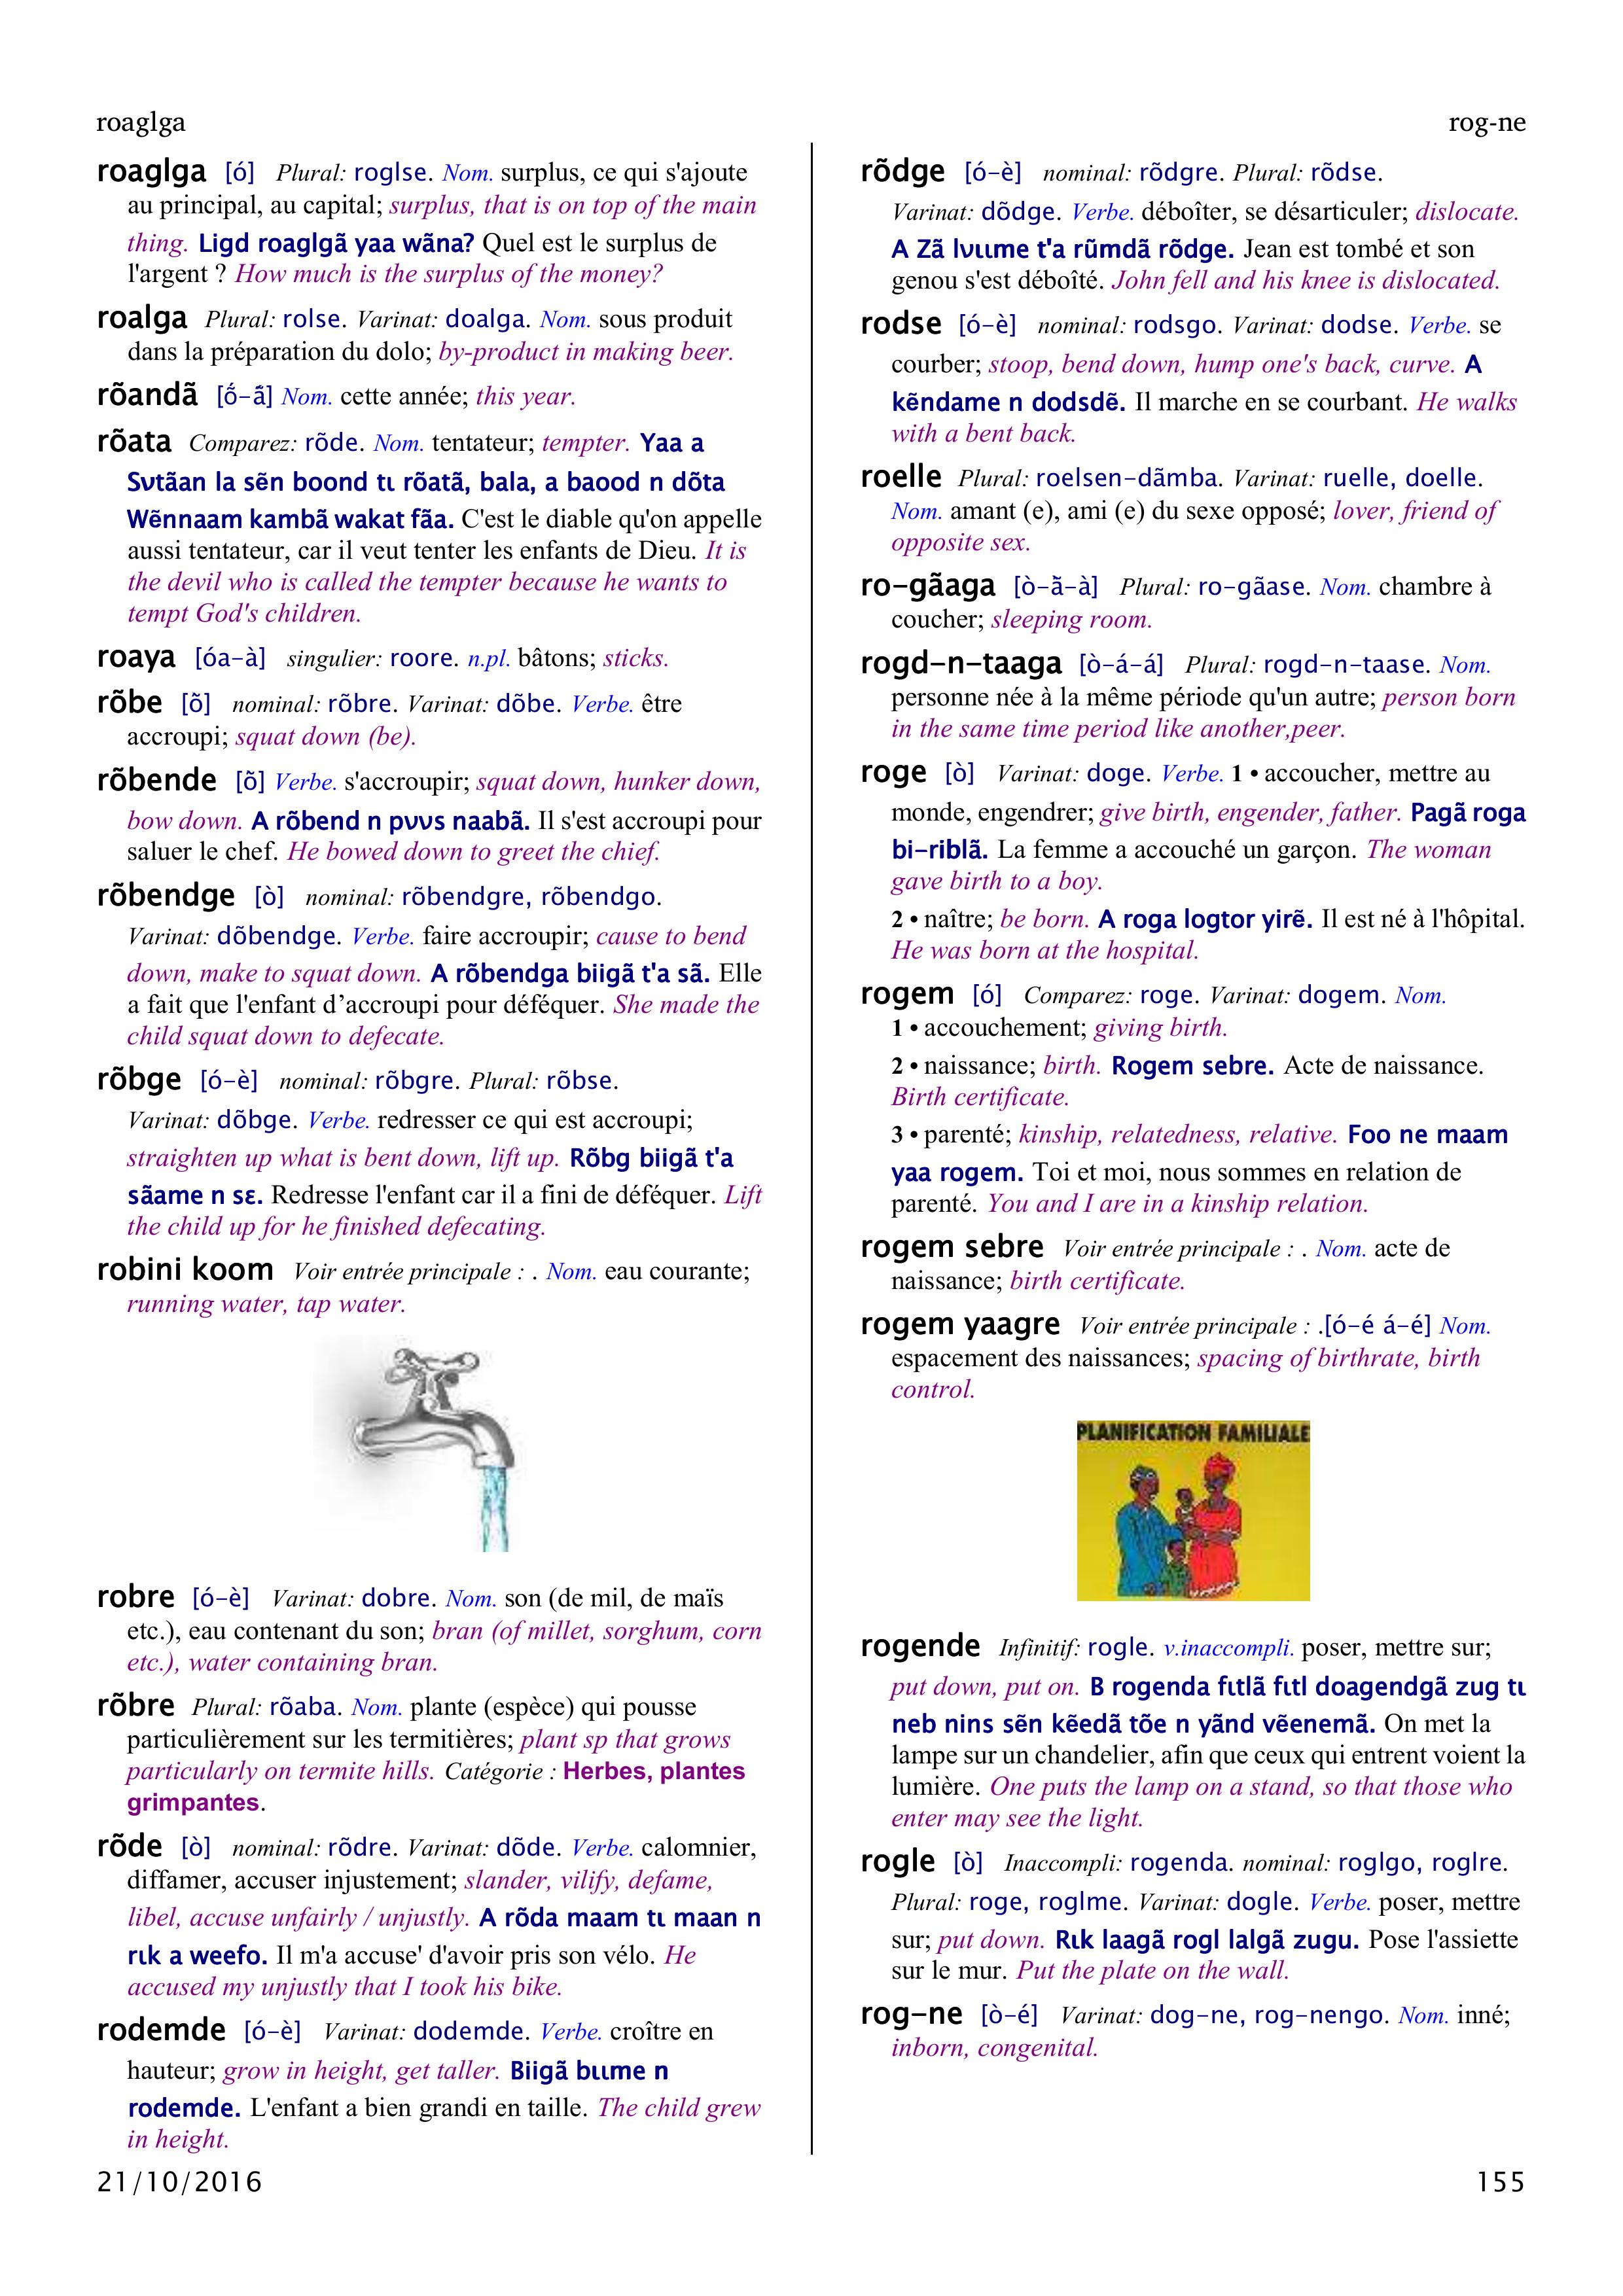 roaglga
rog-ne
roaglga [ó] Plural: roglse. Nom. surplus, ce qui s'ajoute
au principal, au capital; surplus, that is on top of the main
thing. Ligd roaglgã yaa wãna? Quel est le surplus de
l'argent ? How much is the surplus of the money?
roalga Plural: rolse. Varinat: doalga. Nom. sous produit
dans la préparation du dolo; by-product in making beer.
rõandã [ṍ-ã́] Nom. cette année; this year.
rõata Comparez: rõde. Nom. tentateur; tempter. Yaa a
Sʋtãan la sẽn boond tɩ rõatã, bala, a baood n dõta
Wẽnnaam kambã wakat fãa. C'est le diable qu'on appelle
aussi tentateur, car il veut tenter les enfants de Dieu. It is
the devil who is called the tempter because he wants to
tempt God's children.
roaya [óa-à] singulier: roore. n.pl. bâtons; sticks.
rõbe [õ] nominal: rõbre. Varinat: dõbe. Verbe. être
accroupi; squat down (be).
rõbende [õ] Verbe. s'accroupir; squat down, hunker down,
bow down. A rõbend n pʋʋs naabã. Il s'est accroupi pour
saluer le chef. He bowed down to greet the chief.
rõbendge [ò] nominal: rõbendgre, rõbendgo.
Varinat: dõbendge. Verbe. faire accroupir; cause to bend
down, make to squat down. A rõbendga biigã t'a sã. Elle
a fait que l'enfant d’accroupi pour déféquer. She made the
child squat down to defecate.
rõbge [ó-è] nominal: rõbgre. Plural: rõbse.
Varinat: dõbge. Verbe. redresser ce qui est accroupi;
straighten up what is bent down, lift up. Rõbg biigã t'a
sãame n sɛ. Redresse l'enfant car il a fini de déféquer. Lift
the child up for he finished defecating.
robini koom Voir entrée principale : . Nom. eau courante;
running water, tap water.
robre [ó-è] Varinat: dobre. Nom. son (de mil, de maïs
etc.), eau contenant du son; bran (of millet, sorghum, corn
etc.), water containing bran.
rõbre Plural: rõaba. Nom. plante (espèce) qui pousse
particulièrement sur les termitières; plant sp that grows
particularly on termite hills. Catégorie : Herbes, plantes
grimpantes.
rõde [ò] nominal: rõdre. Varinat: dõde. Verbe. calomnier,
diffamer, accuser injustement; slander, vilify, defame,
libel, accuse unfairly / unjustly. A rõda maam tɩ maan n
rɩk a weefo. Il m'a accuse' d'avoir pris son vélo. He
accused my unjustly that I took his bike.
rodemde [ó-è] Varinat: dodemde. Verbe. croître en
hauteur; grow in height, get taller. Biigã bɩɩme n
rodemde. L'enfant a bien grandi en taille. The child grew
in height.
rõdge [ó-è] nominal: rõdgre. Plural: rõdse.
Varinat: dõdge. Verbe. déboîter, se désarticuler; dislocate.
A Zã lʋɩɩme t'a rũmdã rõdge. Jean est tombé et son
genou s'est déboîté. John fell and his knee is dislocated.
rodse [ó-è] nominal: rodsgo. Varinat: dodse. Verbe. se
courber; stoop, bend down, hump one's back, curve. A
kẽndame n dodsdẽ. Il marche en se courbant. He walks
with a bent back.
roelle Plural: roelsen-dãmba. Varinat: ruelle, doelle.
Nom. amant (e), ami (e) du sexe opposé; lover, friend of
opposite sex.
ro-gãaga [ò-ã̀-à] Plural: ro-gãase. Nom. chambre à
coucher; sleeping room.
rogd-n-taaga [ò-á-á] Plural: rogd-n-taase. Nom.
personne née à la même période qu'un autre; person born
in the same time period like another,peer.
roge [ò] Varinat: doge. Verbe. 1 • accoucher, mettre au
monde, engendrer; give birth, engender, father. Pagã roga
bi-riblã. La femme a accouché un garçon. The woman
gave birth to a boy.
2 • naître; be born. A roga logtor yirẽ. Il est né à l'hôpital.
He was born at the hospital.
rogem [ó] Comparez: roge. Varinat: dogem. Nom.
1 • accouchement; giving birth.
2 • naissance; birth. Rogem sebre. Acte de naissance.
Birth certificate.
3 • parenté; kinship, relatedness, relative. Foo ne maam
yaa rogem. Toi et moi, nous sommes en relation de
parenté. You and I are in a kinship relation.
rogem sebre Voir entrée principale : . Nom. acte de
naissance; birth certificate.
rogem yaagre Voir entrée principale : .[ó-é á-é] Nom.
espacement des naissances; spacing of birthrate, birth
control.
PLANIFICATION FAMILIALE
rogende Infinitif: rogle. v.inaccompli. poser, mettre sur;
put down, put on. B rogenda fɩtlã fɩtl doagendgã zug tɩ
neb nins sẽn kẽedã tõe n yãnd vẽenemã. On met la
lampe sur un chandelier, afin que ceux qui entrent voient la
lumière. One puts the lamp on a stand, so that those who
enter may see the light.
rogle [ò] Inaccompli: rogenda. nominal: roglgo, roglre.
Plural: roge, roglme. Varinat: dogle. Verbe. poser, mettre
sur; put down. Rɩk laagã rogl lalgã zugu. Pose l'assiette
sur le mur. Put the plate on the wall.
rog-ne [ò-é] Varinat: dog-ne, rog-nengo. Nom. inné;
inborn, congenital.
21/10/2016
155